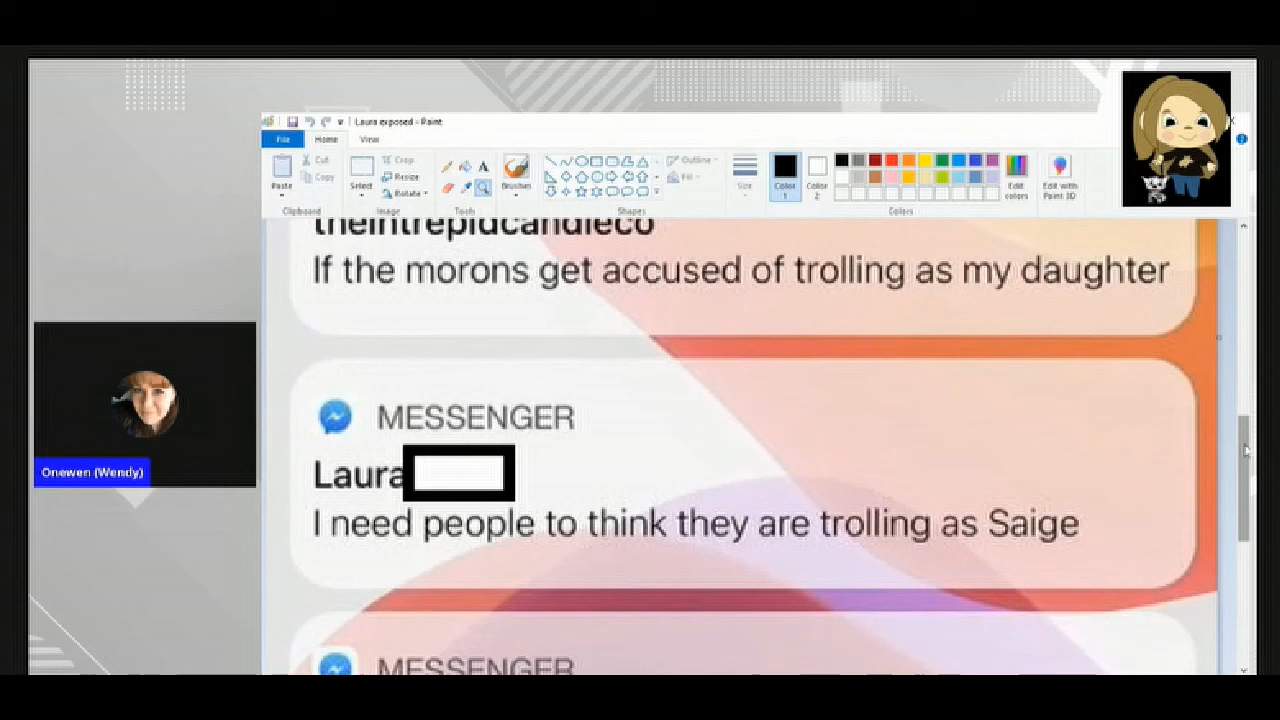 Laura exposed - Paint
File Home View
Paste
Cut
Copy
Clipboard
Select
Crop
Resize
Rotate
Image
Tools
Brushes
Shapes
Outline
Fill
Size
Color 1
Color 2
Colors
Edit colors
Edit with Paint 3D
theintrepidcandleco
If the morons get accused of trolling as my daughter
MESSENGER
Laura
I need people to think they are trolling as Saige
MESSENGER
Onewen (Wendy)